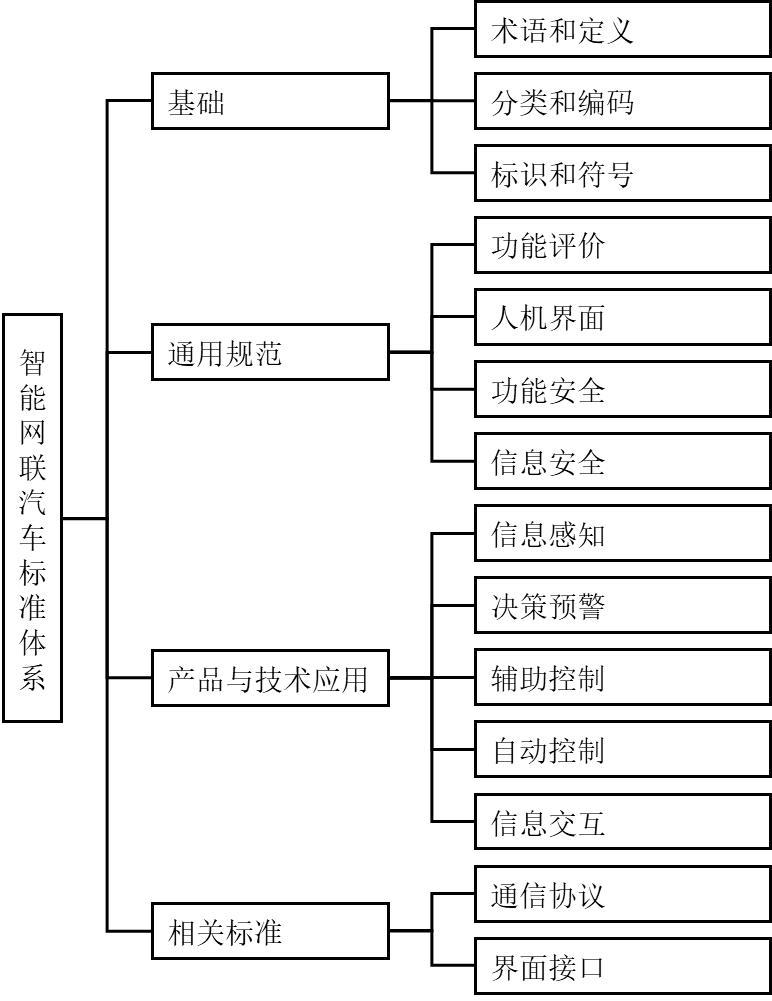 智能网联汽车标准体系
基础
术语和定义
分类和编码
标识和符号
通用规范
功能评价
人机界面
功能安全
信息安全
产品与技术应用
信息感知
决策预警
辅助控制
自动控制
信息交互
相关标准
通信协议
界面接口